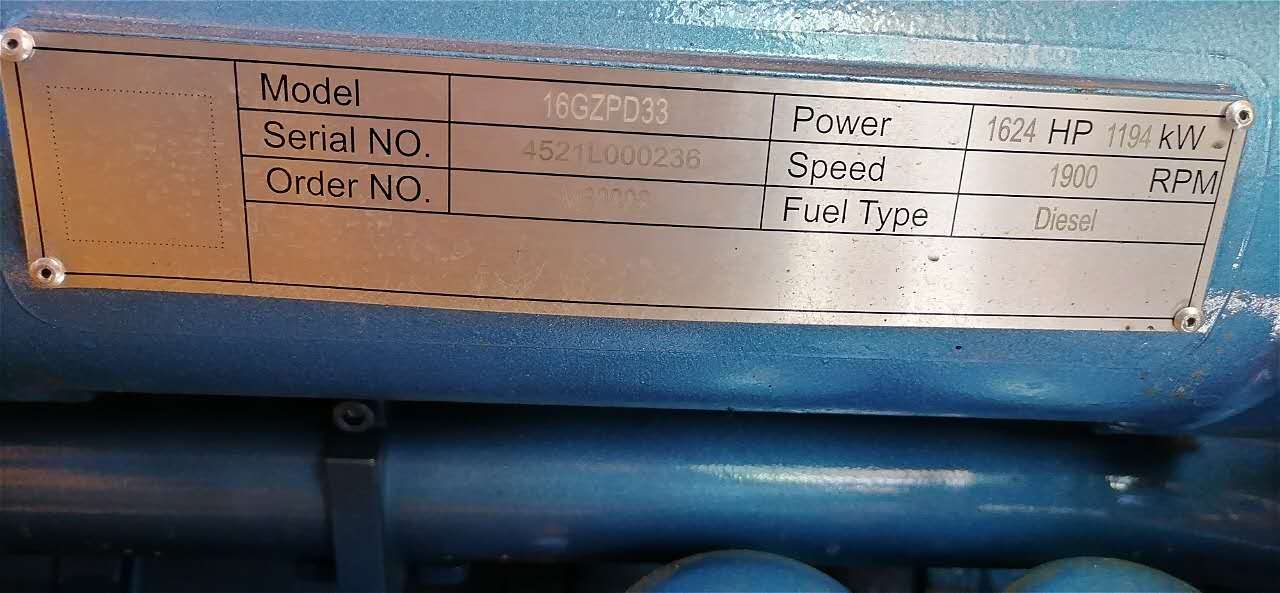 Model 16GZPD33 Power 1624 HP 1194 kW
Serial NO. 4521L000236 Speed 1900 RPM
Order NO. Fuel Type Diesel